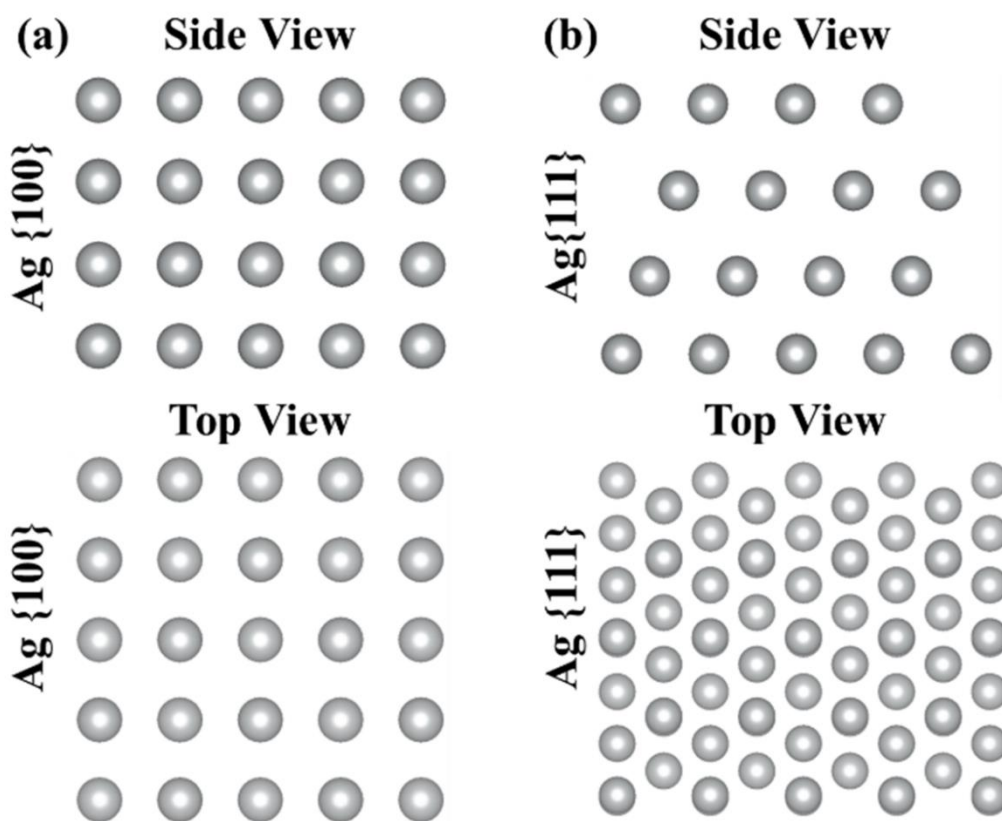 (a) Side View
Ag {100}
Top View
Ag {100}
(b) Side View
Ag{111}
Top View
Ag {111}